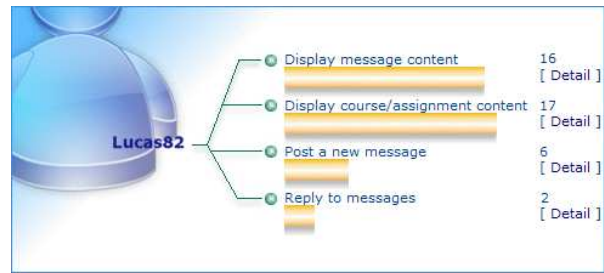 Display message content 16
[ Detail ]
Display course/assignment content 17
[ Detail ]
Lucas82
Post a new message 6
[ Detail ]
Reply to messages 2
[ Detail ]